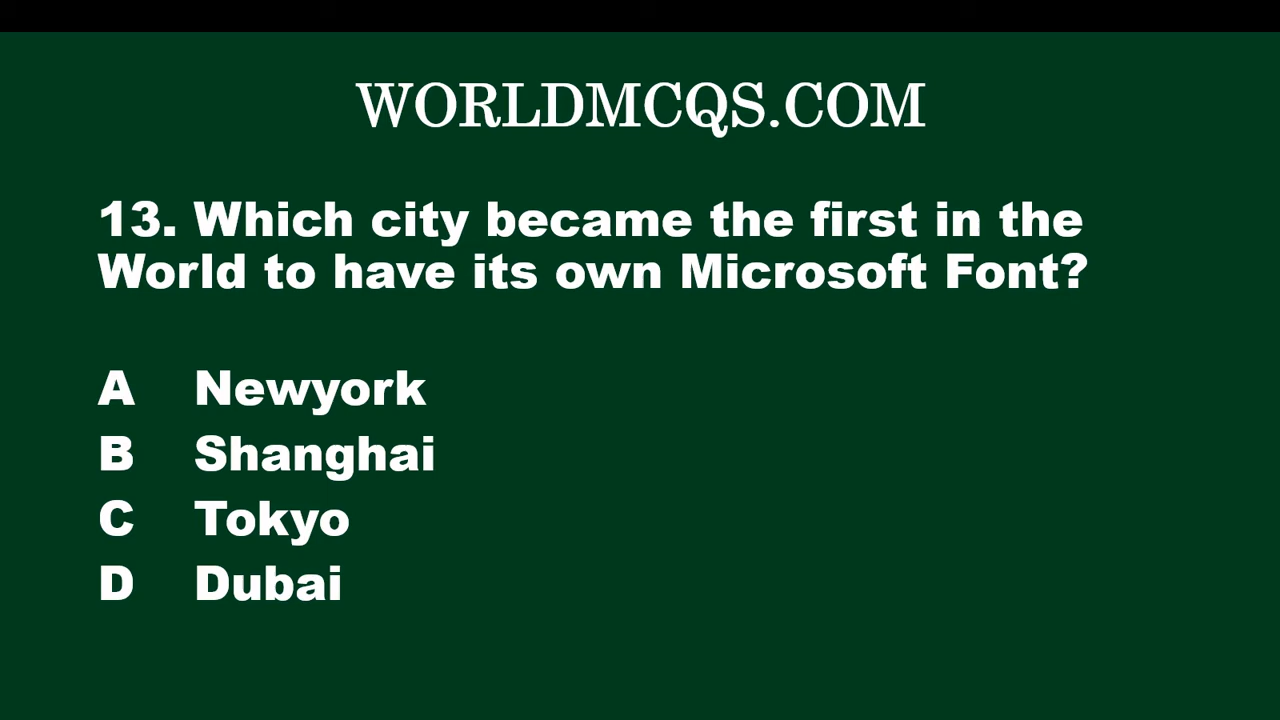 WORLDMCQS.COM
13. Which city became the first in the
World to have its own Microsoft Font?
A Newyork
B Shanghai
C Tokyo
D Dubai